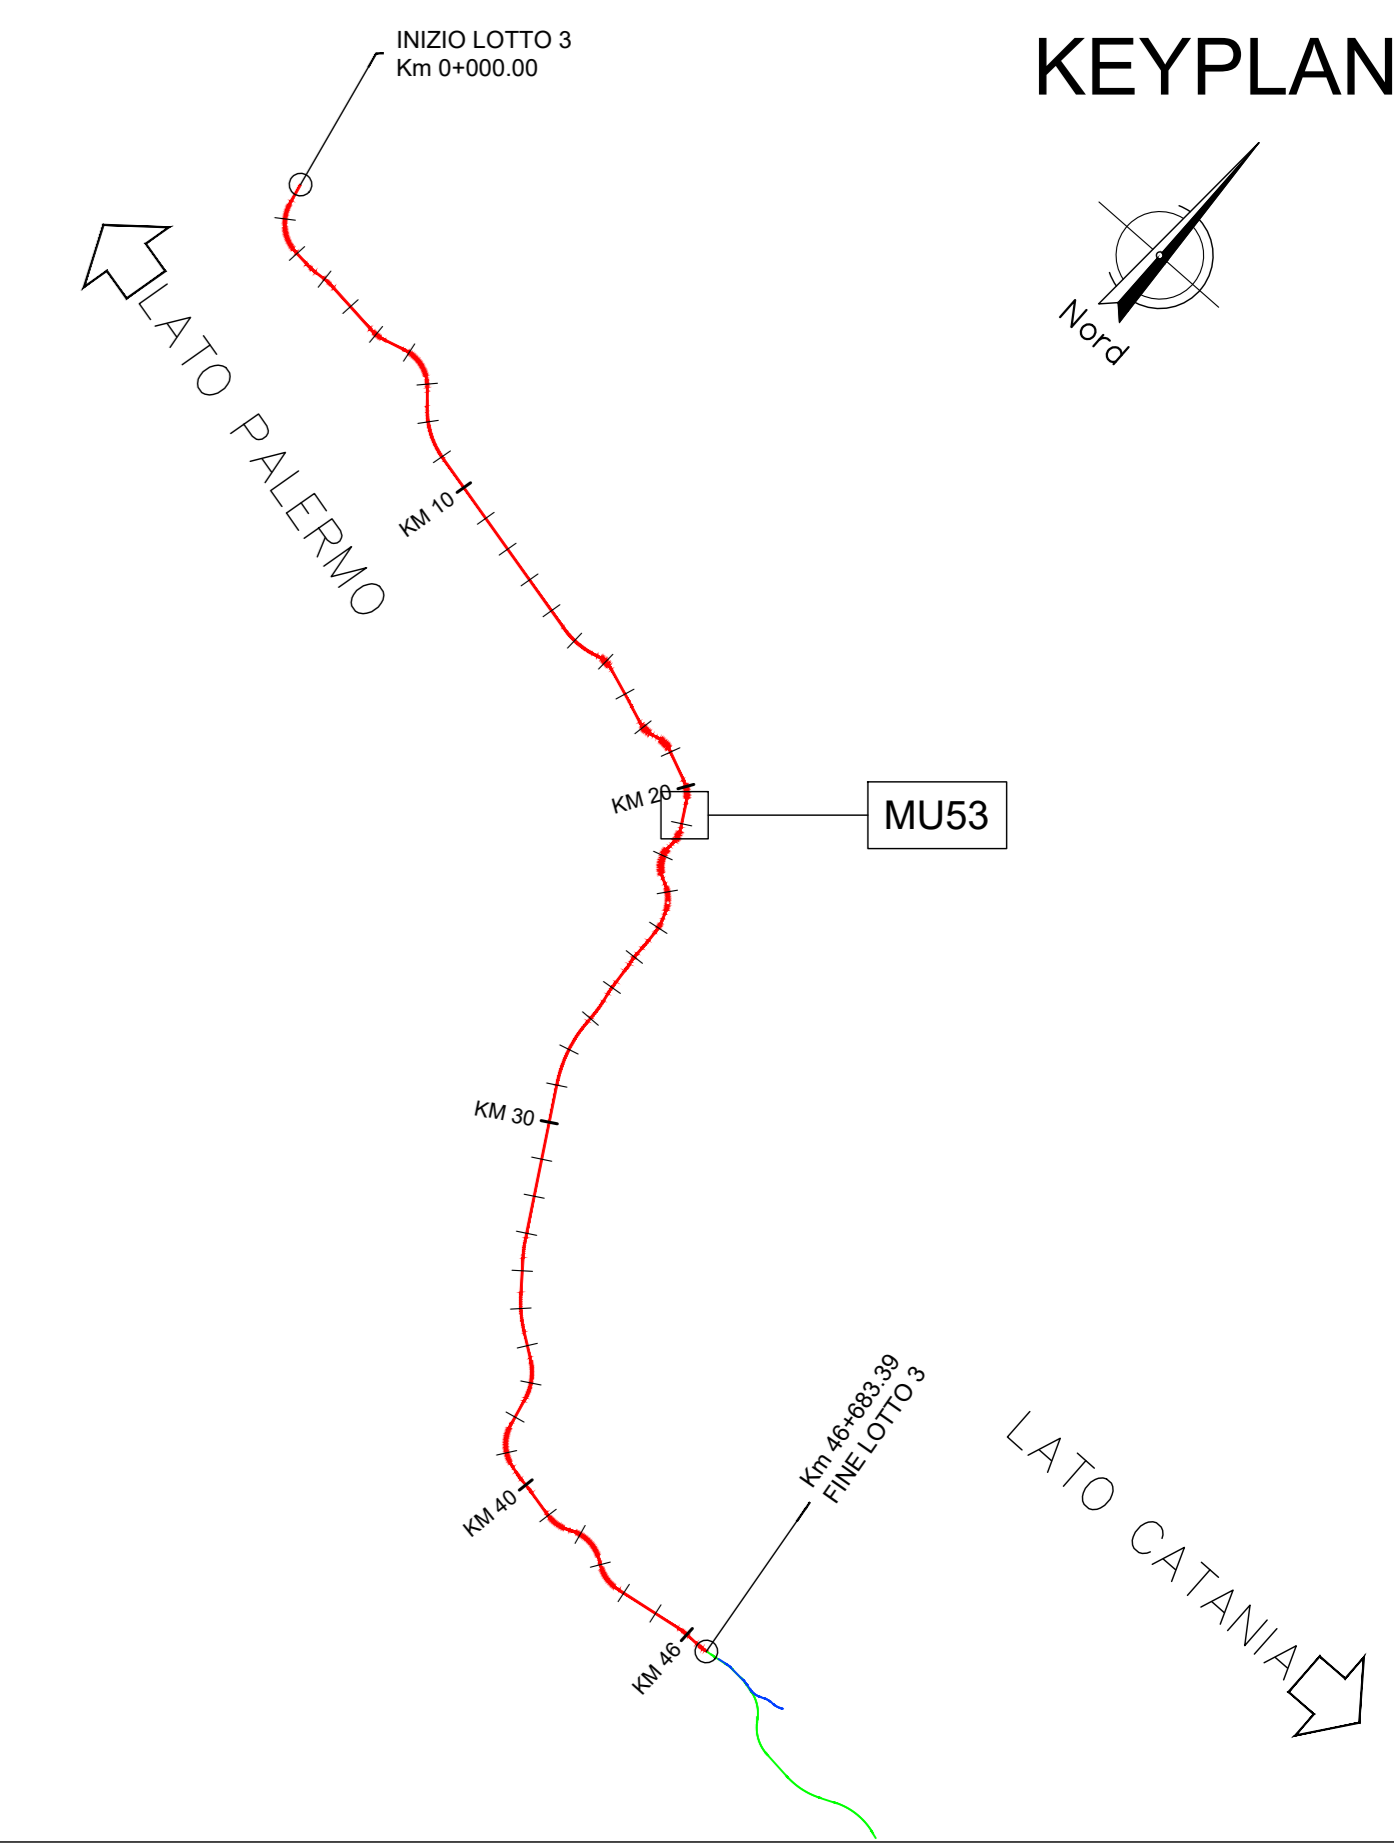 KEYPLAN
INIZIO LOTTO 3
Km 0+000.00
Nord
LATO PALERMO
KM 10
KM 20
MU53
KM 30
Km 46+683.39
FINE LOTTO 3
LATO CATANIA
KM 40
KM 46